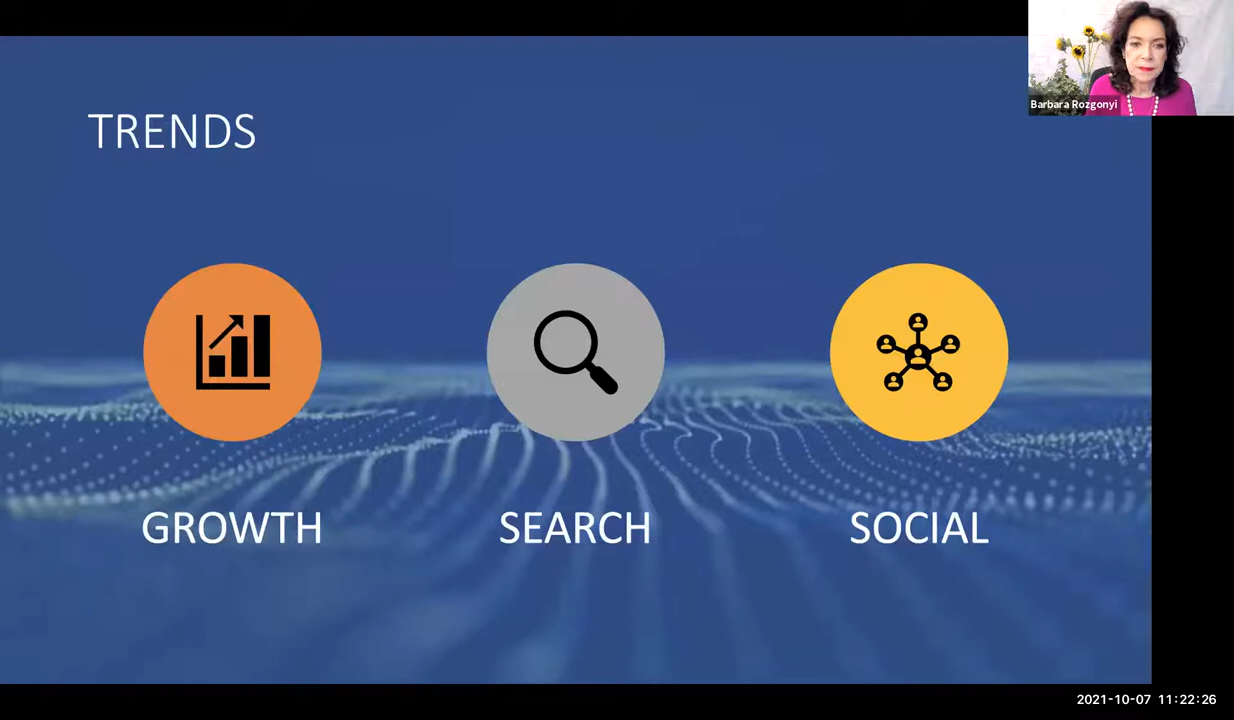 TRENDS
Barbara Rozgonyi
GROWTH
SEARCH
SOCIAL
2021-10-07 11:22:26